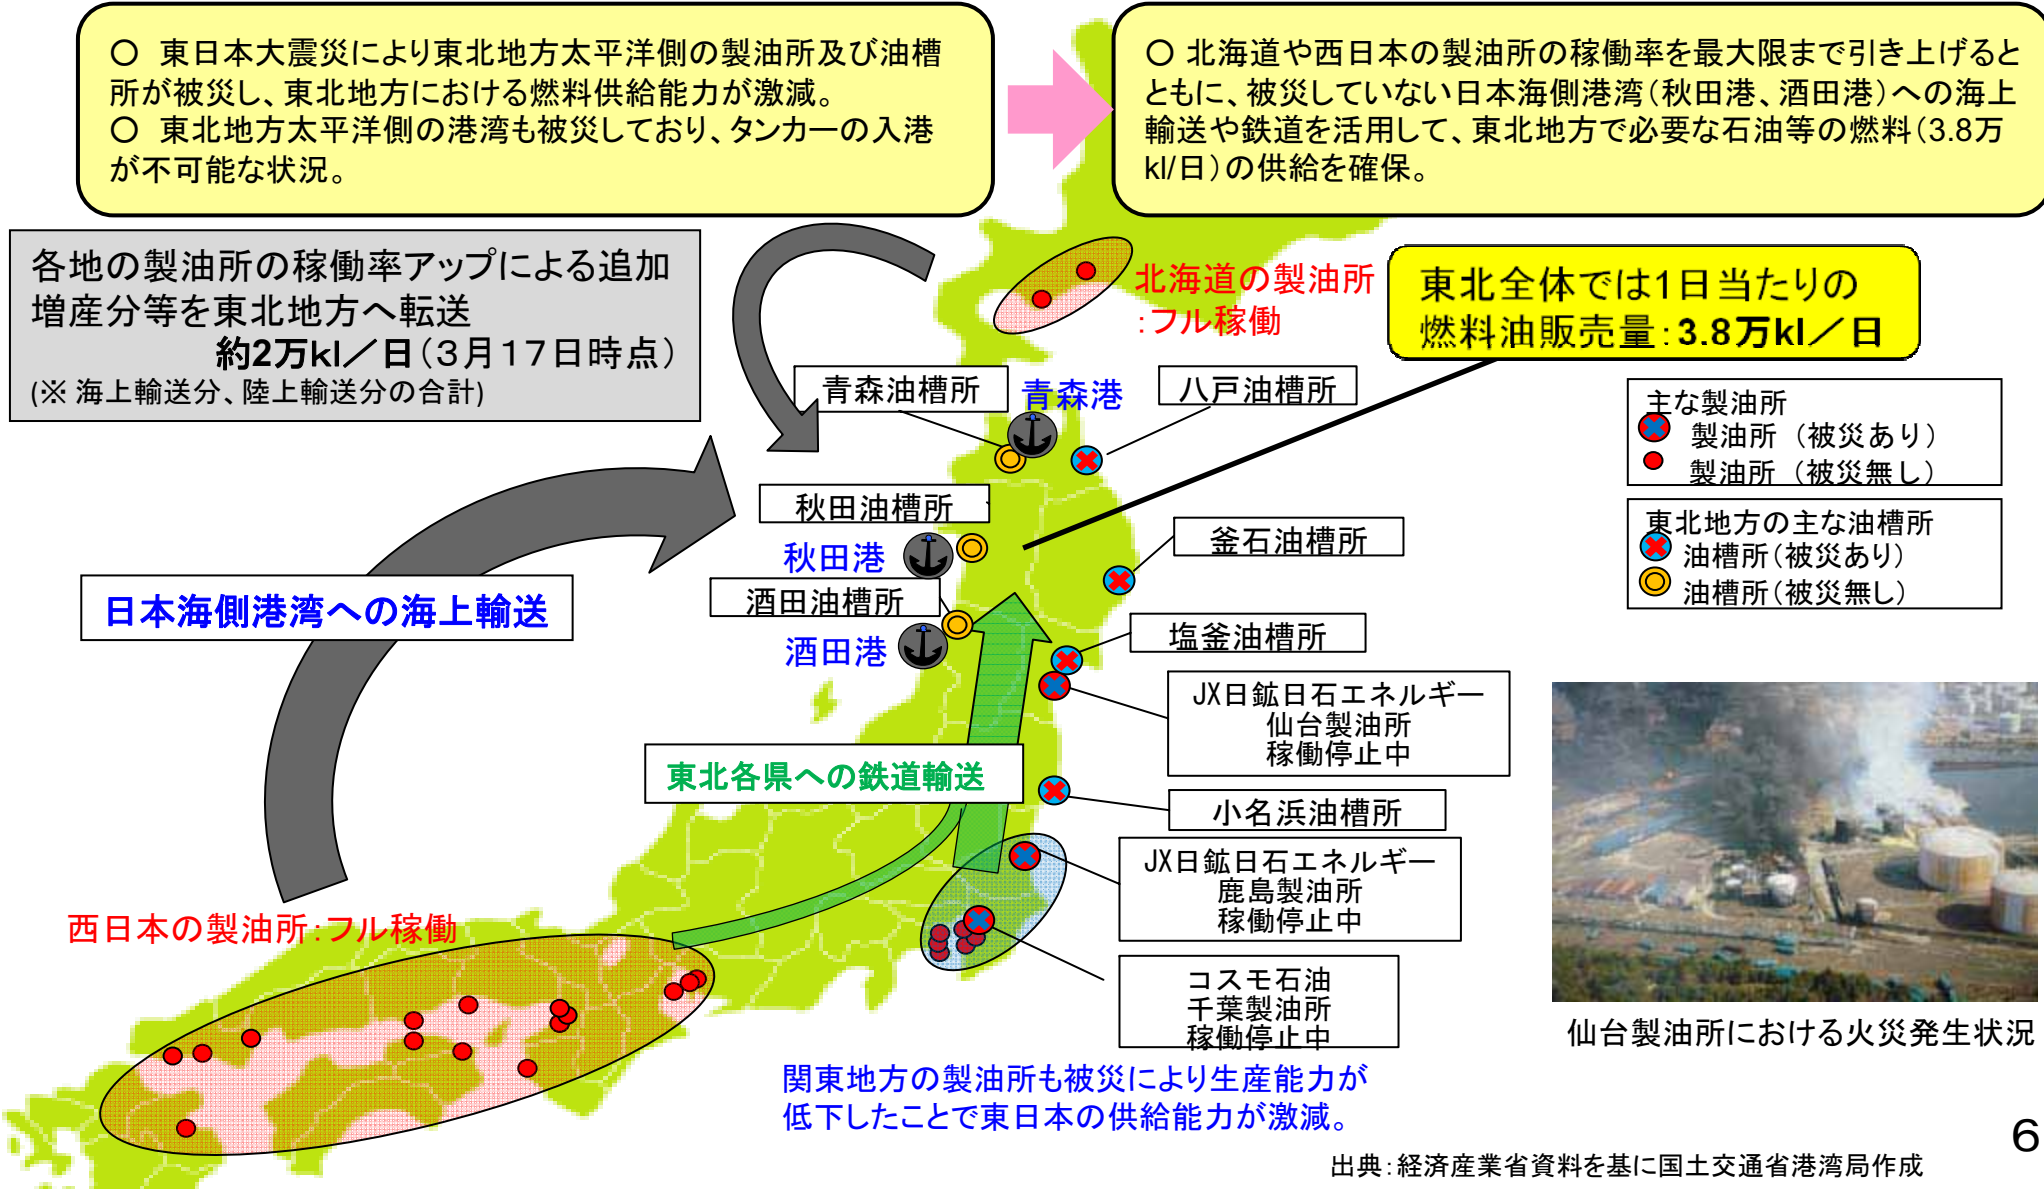 ○ 東日本大震災により東北地方太平洋側の製油所及び油槽
所が被災し、東北地方における燃料供給能力が激減。
○ 東北地方太平洋側の港湾も被災しており、タンカーの入港
が不可能な状況。
○ 北海道や西日本の製油所の稼働率を最大限まで引き上げると
ともに、被災していない日本海側港湾（秋田港、酒田港）への海上
輸送や鉄道を活用して、東北地方で必要な石油等の燃料（3.8万
kl/日）の供給を確保。
各地の製油所の稼働率アップによる追加
増産分等を東北地方へ転送
約2万kl／日（３月１７日時点）
(※ 海上輸送分、陸上輸送分の合計)
北海道の製油所
：フル稼働
東北全体では1日当たりの
燃料油販売量：3.8万kl／日
青森油槽所
青森港
八戸油槽所
主な製油所
製油所 （被災あり）
製油所 （被災無し）
東北地方の主な油槽所
油槽所（被災あり）
油槽所（被災無し）
秋田油槽所
秋田港
釜石油槽所
日本海側港湾への海上輸送
酒田油槽所
酒田港
塩釜油槽所
JX日鉱日石エネルギー
仙台製油所
稼働停止中
東北各県への鉄道輸送
小名浜油槽所
JX日鉱日石エネルギー
鹿島製油所
稼働停止中
西日本の製油所：フル稼働
コスモ石油
千葉製油所
稼働停止中
仙台製油所における火災発生状況
関東地方の製油所も被災により生産能力が
低下したことで東日本の供給能力が激減。
出典：経済産業省資料を基に国土交通省港湾局作成
6